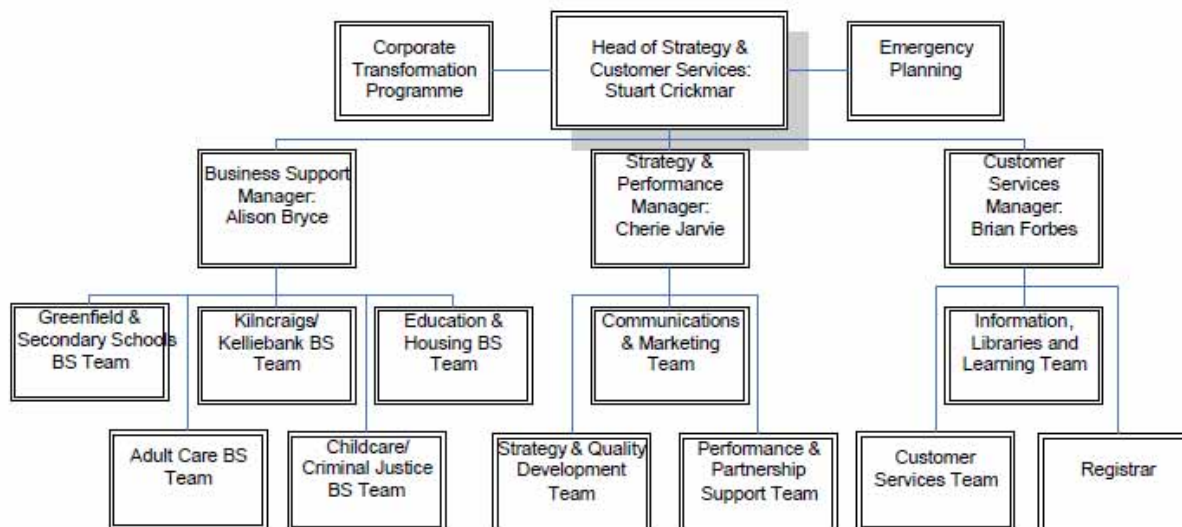 Corporate
Transformation
Programme
Head of Strategy &
Customer Services:
Stuart Crickmar
Emergency
Planning
Business Support
Manager:
Alison Bryce
Strategy &
Performance
Manager:
Cherie Jarvie
Customer
Services
Manager:
Brian Forbes
Greenfield &
Secondary Schools
BS Team
Kilncraigs/
Kelliebank BS
Team
Education &
Housing BS
Team
Communications
& Marketing
Team
Information,
Libraries and
Learning Team
Adult Care BS
Team
Childcare/
Criminal Justice
BS Team
Strategy & Quality
Development
Team
Performance &
Partnership
Support Team
Customer
Services Team
Registrar